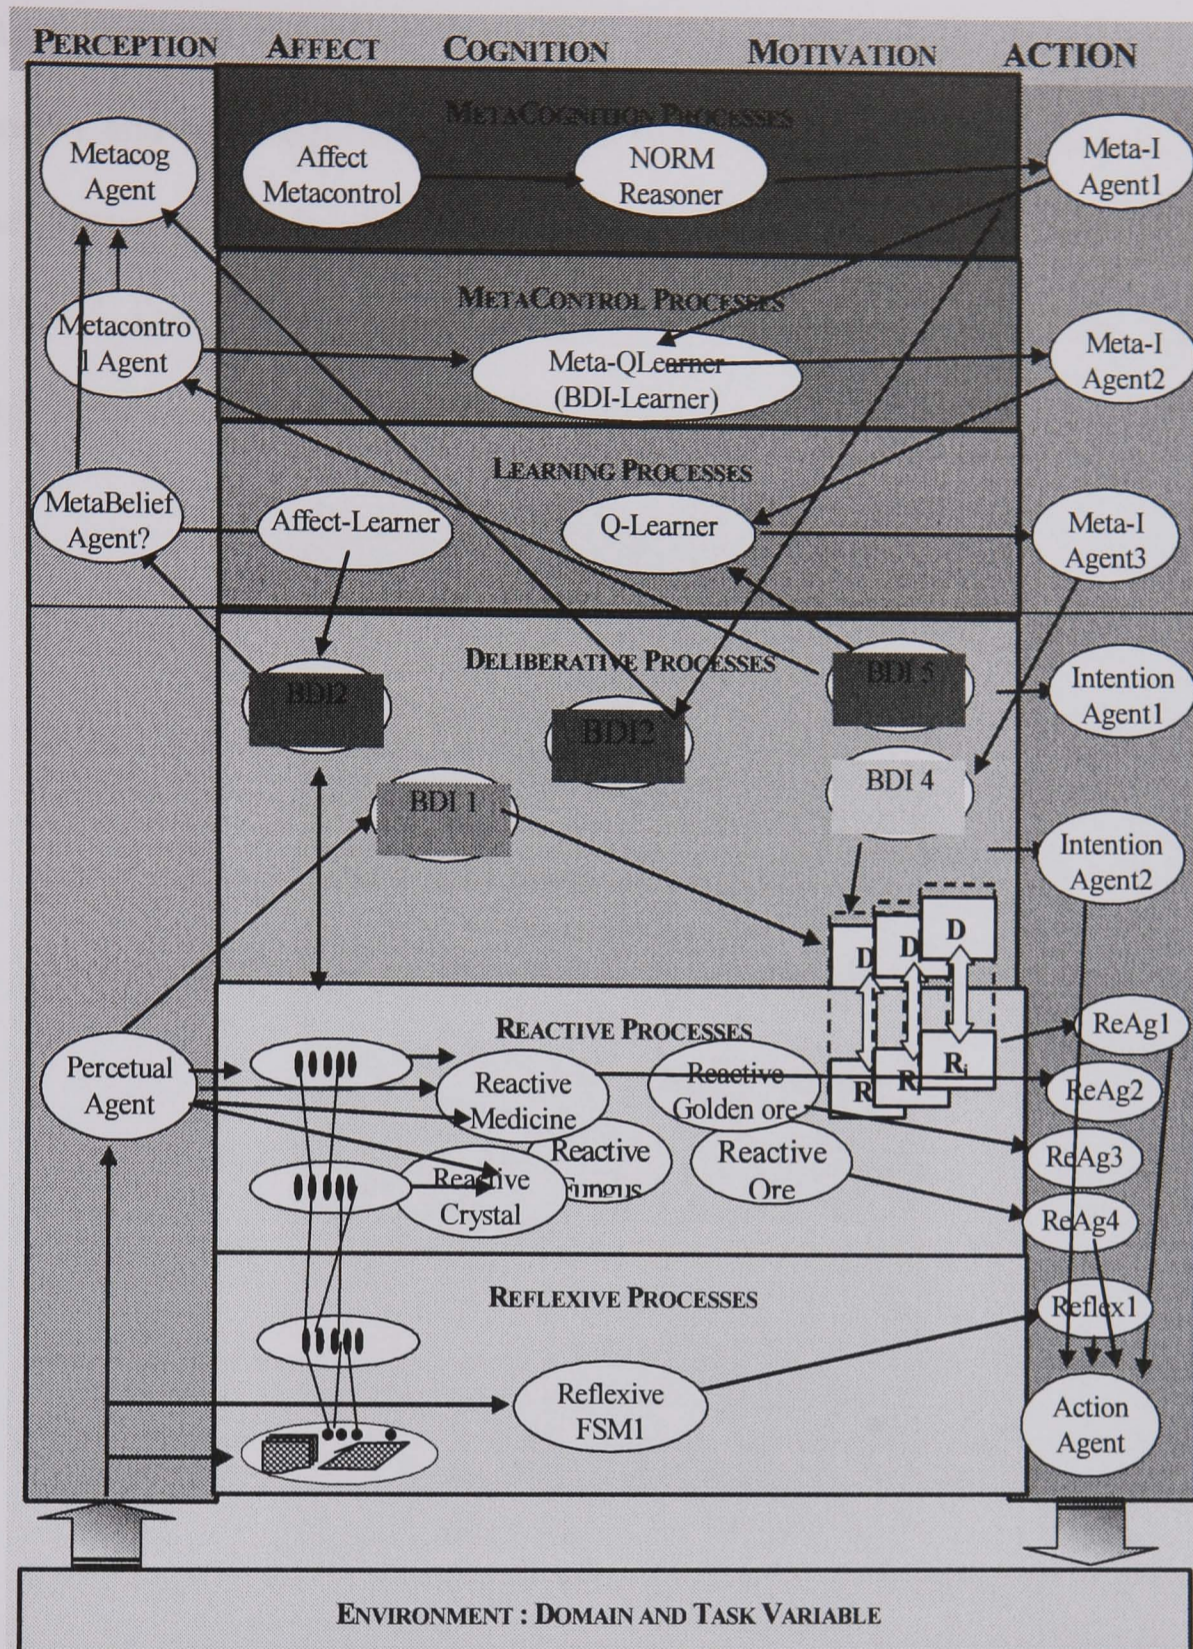 PERCEPTION AFFECT COGNITION MOTIVATION ACTION
METACOGNITION PROCESSES
Metacog
Agent
Affect
Metacontrol
NORM
Reasoner
Meta-I
Agent1
METACONTROL PROCESSES
Metacontro
l Agent
Meta-QLearner
(BDI-Learner)
Meta-I
Agent2
LEARNING PROCESSES
MetaBelief
Agent?
Affect-Learner
Q-Learner
Meta-I
Agent3
DELIBERATIVE PROCESSES
BDI2
BDI2
BDI 5
Intention
Agent1
BDI 1
BDI 4
Intention
Agent2
D
D
D
REACTIVE PROCESSES
Percetual
Agent
Reactive
Medicine
Reactive
Golden ore
R
R
Ri
ReAg1
ReAg2
Reactive
Crystal
Reactive
Fungus
Reactive
Ore
ReAg3
ReAg4
REFLEXIVE PROCESSES
Reflex1
Reflexive
FSM1
Action
Agent
ENVIRONMENT : DOMAIN AND TASK VARIABLE